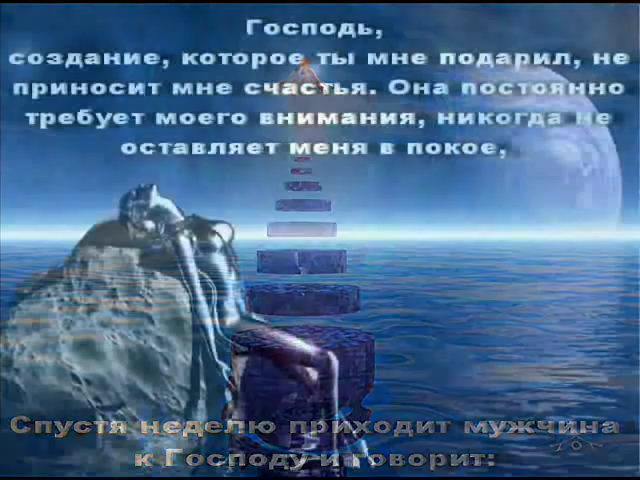 Господь,
создание, которое ты мне подарил, не
приносит мне счастья. Она постоянно
требует моего внимания, никогда не
оставляет меня в покое,
Спустя неделю приходит мужчина
к Господу и говорит: